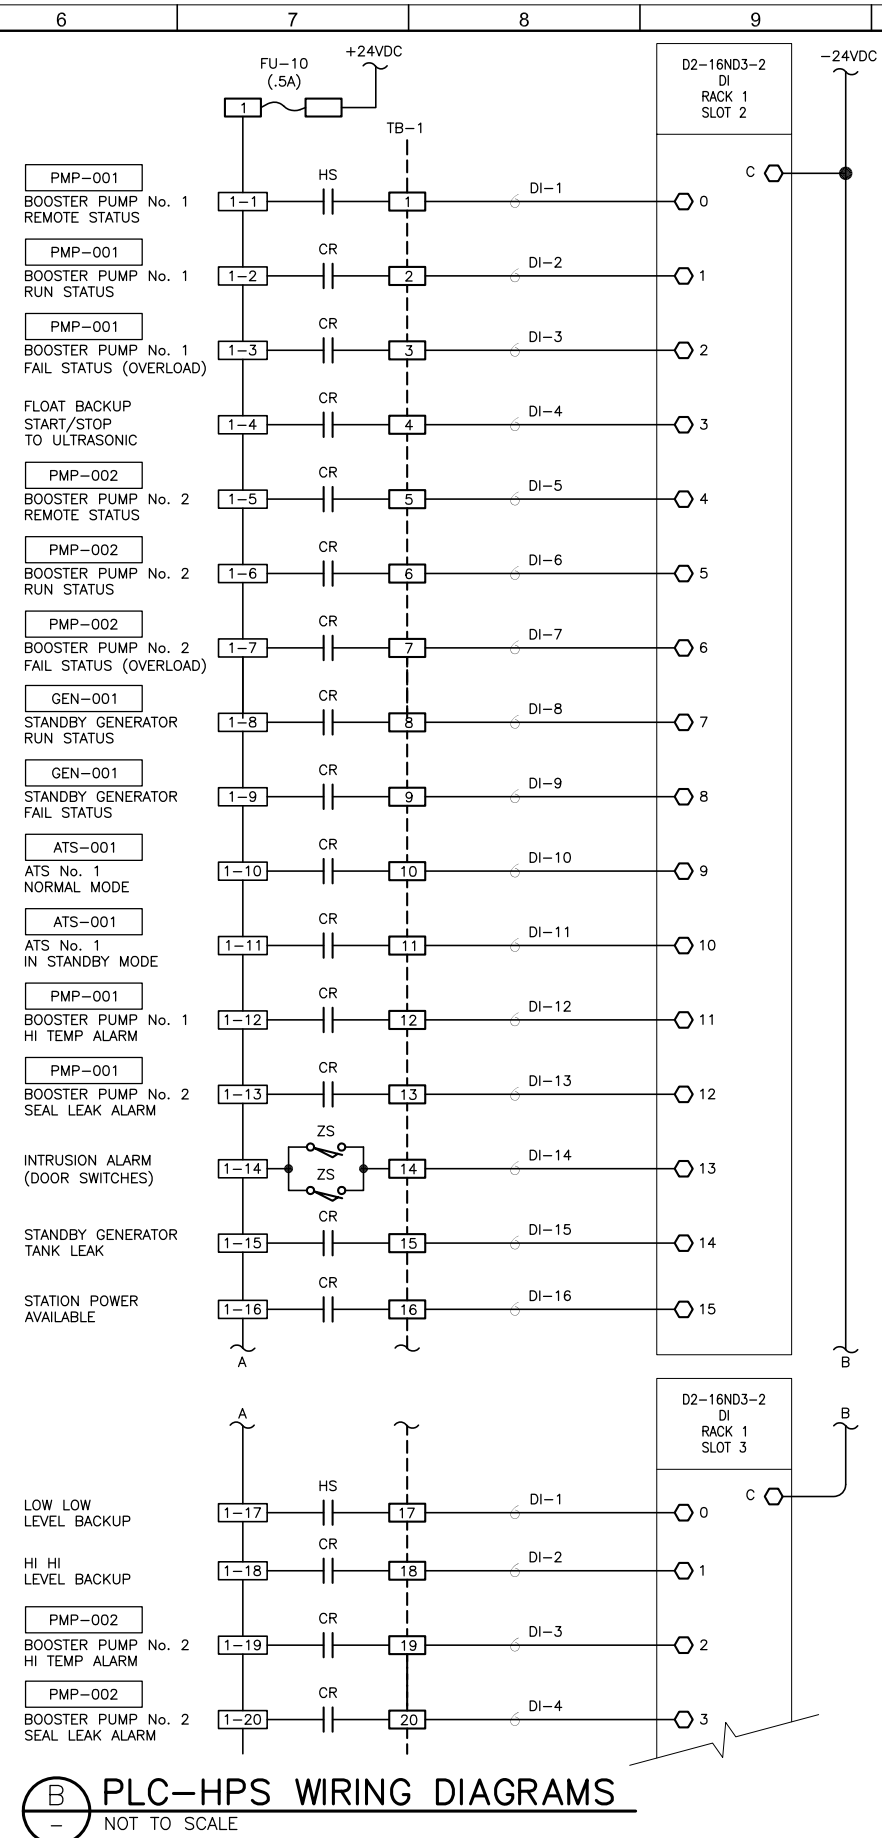 6 7 8 9
+24VDC
FU-10
(.5A)
1
TB-1
D2-16ND3-2
DI
RACK 1
SLOT 2
-24VDC
C
PMP-001
BOOSTER PUMP No. 1
REMOTE STATUS
1-1 HS 1 DI-1 0
PMP-001
BOOSTER PUMP No. 1
RUN STATUS
1-2 CR 2 DI-2 1
PMP-001
BOOSTER PUMP No. 1
FAIL STATUS (OVERLOAD)
1-3 CR 3 DI-3 2
FLOAT BACKUP
START/STOP
TO ULTRASONIC
1-4 CR 4 DI-4 3
PMP-002
BOOSTER PUMP No. 2
REMOTE STATUS
1-5 CR 5 DI-5 4
PMP-002
BOOSTER PUMP No. 2
RUN STATUS
1-6 CR 6 DI-6 5
PMP-002
BOOSTER PUMP No. 2
FAIL STATUS (OVERLOAD)
1-7 CR 7 DI-7 6
GEN-001
STANDBY GENERATOR
RUN STATUS
1-8 CR 8 DI-8 7
GEN-001
STANDBY GENERATOR
FAIL STATUS
1-9 CR 9 DI-9 8
ATS-001
ATS No. 1
NORMAL MODE
1-10 CR 10 DI-10 9
ATS-001
ATS No. 1
IN STANDBY MODE
1-11 CR 11 DI-11 10
PMP-001
BOOSTER PUMP No. 1
HI TEMP ALARM
1-12 CR 12 DI-12 11
PMP-001
BOOSTER PUMP No. 2
SEAL LEAK ALARM
1-13 CR 13 DI-13 12
INTRUSION ALARM
(DOOR SWITCHES)
1-14 ZS ZS 14 DI-14 13
STANDBY GENERATOR
TANK LEAK
1-15 CR 15 DI-15 14
STATION POWER
AVAILABLE
1-16 CR 16 DI-16 15
A B
A B
D2-16ND3-2
DI
RACK 1
SLOT 3
C
LOW LOW
LEVEL BACKUP
1-17 HS 17 DI-1 0
HI HI
LEVEL BACKUP
1-18 CR 18 DI-2 1
PMP-002
BOOSTER PUMP No. 2
HI TEMP ALARM
1-19 CR 19 DI-3 2
PMP-002
BOOSTER PUMP No. 2
SEAL LEAK ALARM
1-20 CR 20 DI-4 3
B PLC-HPS WIRING DIAGRAMS
- NOT TO SCALE